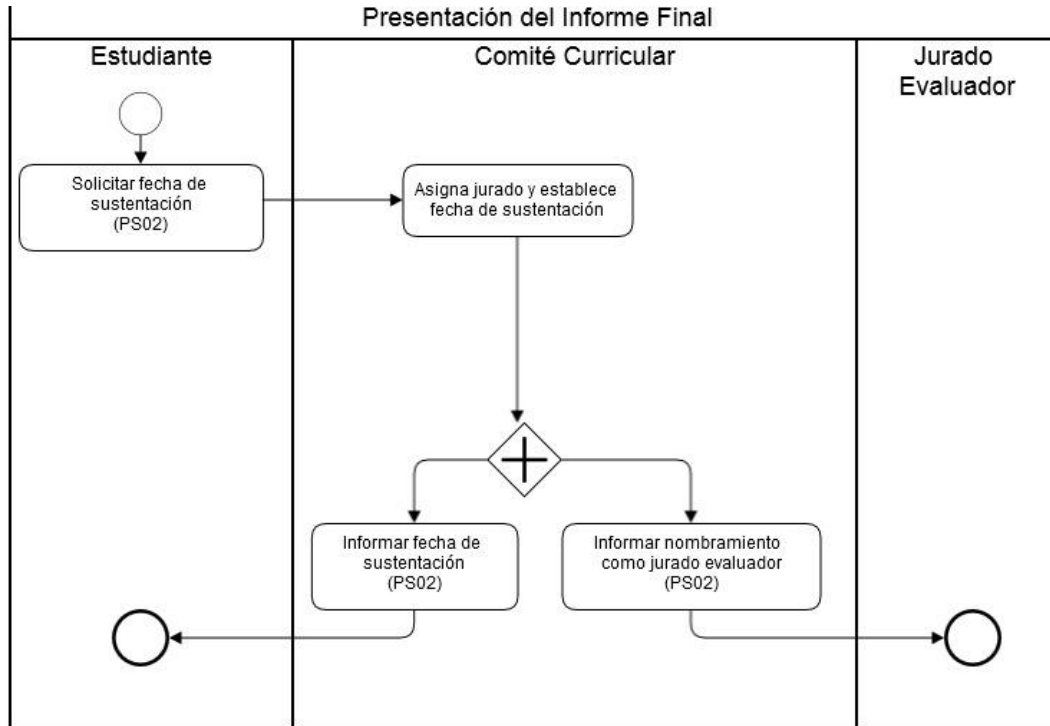 Presentación del Informe Final
Estudiante
Comité Curricular
Jurado
Evaluador
Solicitar fecha de
sustentación
(PS02)
Asigna jurado y establece
fecha de sustentación
Informar fecha de
sustentación
(PS02)
Informar nombramiento
como jurado evaluador
(PS02)